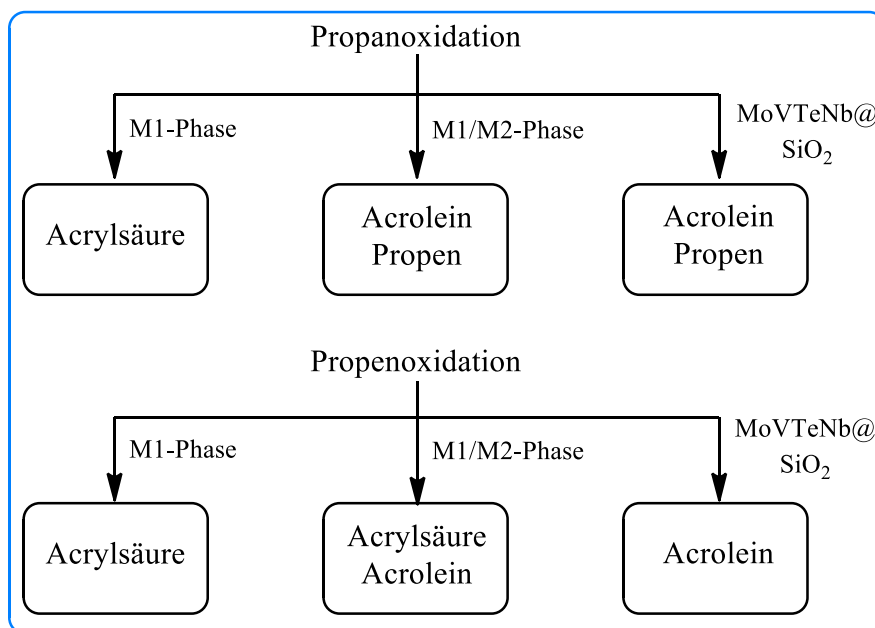 Propanoxidation
M1-Phase
M1/M2-Phase
MoVTeNb@
SiO₂
Acrylsäure
Acrolein
Propen
Acrolein
Propen
Propenoxidation
M1-Phase
M1/M2-Phase
MoVTeNb@
SiO₂
Acrylsäure
Acrylsäure
Acrolein
Acrolein